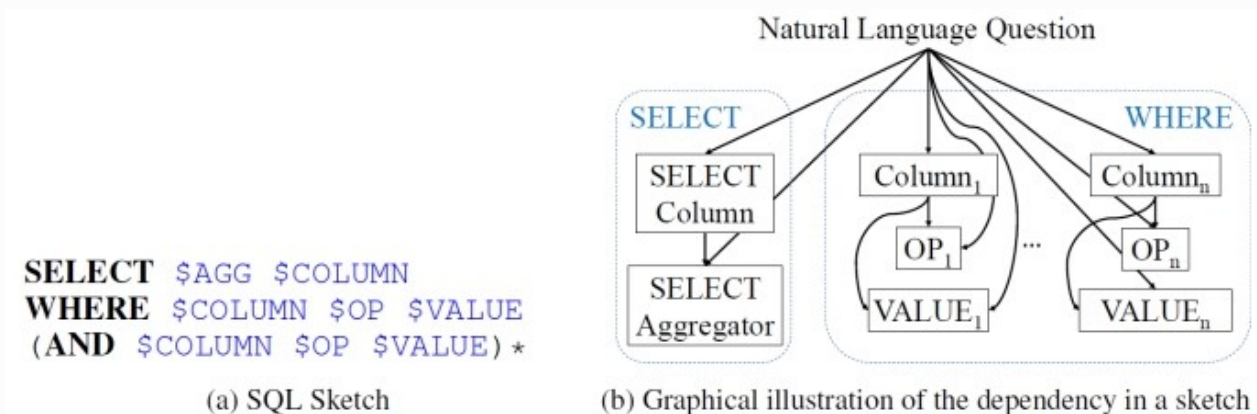 Natural Language Question
SELECT
WHERE
SELECT
Column
Column₁
Columnₙ
OP₁
...
OPₙ
SELECT
Aggregator
VALUE₁
VALUEₙ
SELECT $AGG $COLUMN
WHERE $COLUMN $OP $VALUE
(AND $COLUMN $OP $VALUE)*
(a) SQL Sketch
(b) Graphical illustration of the dependency in a sketch